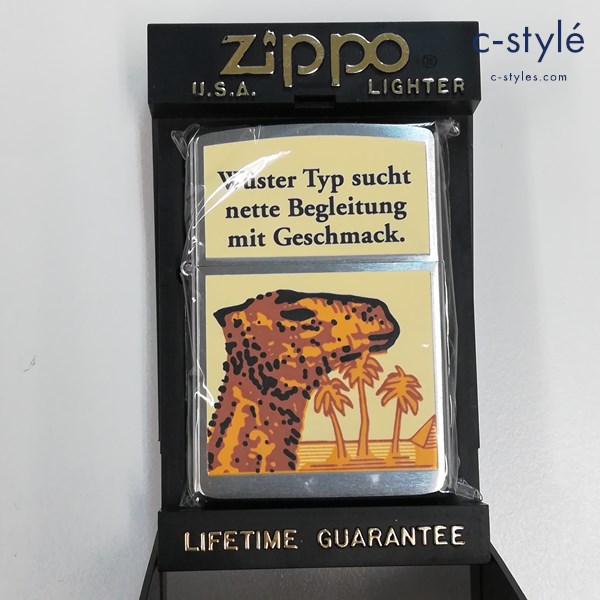 c-stylé
c-styles.com
zippo ®
U.S.A. LIGHTER
Wüster Typ sucht
nette Begleitung
mit Geschmack.
LIFETIME GUARANTEE